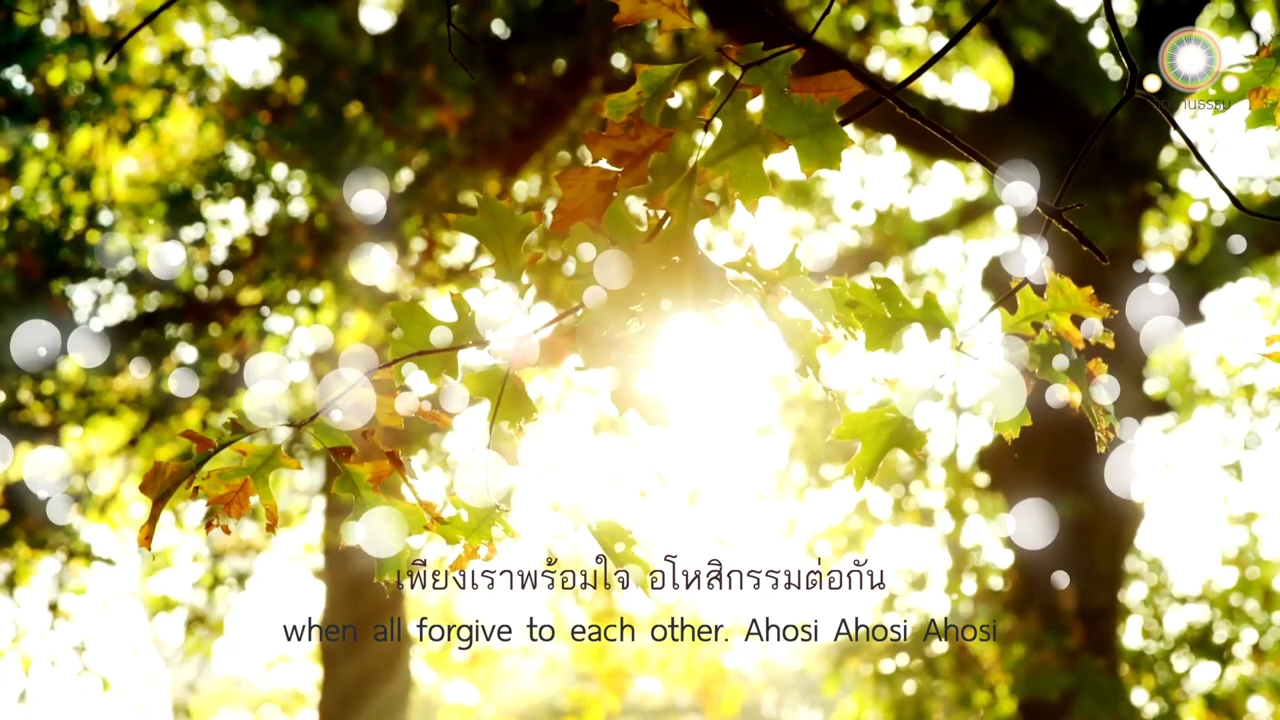 เพียงเราพร้อมใจ อโหสิกรรมต่อกัน
when all forgive to each other. Ahosi Ahosi Ahosi